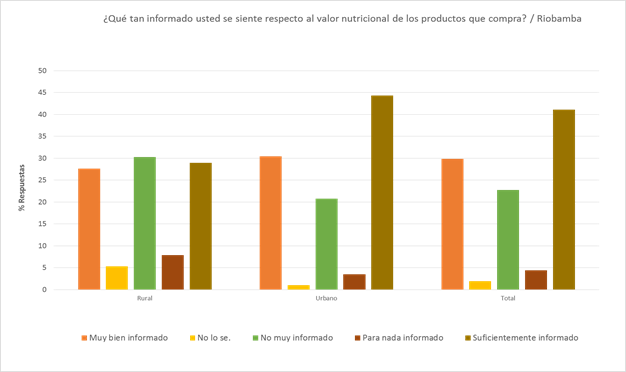 ¿Qué tan informado usted se siente respecto al valor nutricional de los productos que compra? / Riobamba
50
45
40
35
30
25
20
15
10
5
0
% Respuestas
Rural
Urbano
Total
Muy bien informado
No lo se.
No muy informado
Para nada informado
Suficientemente informado